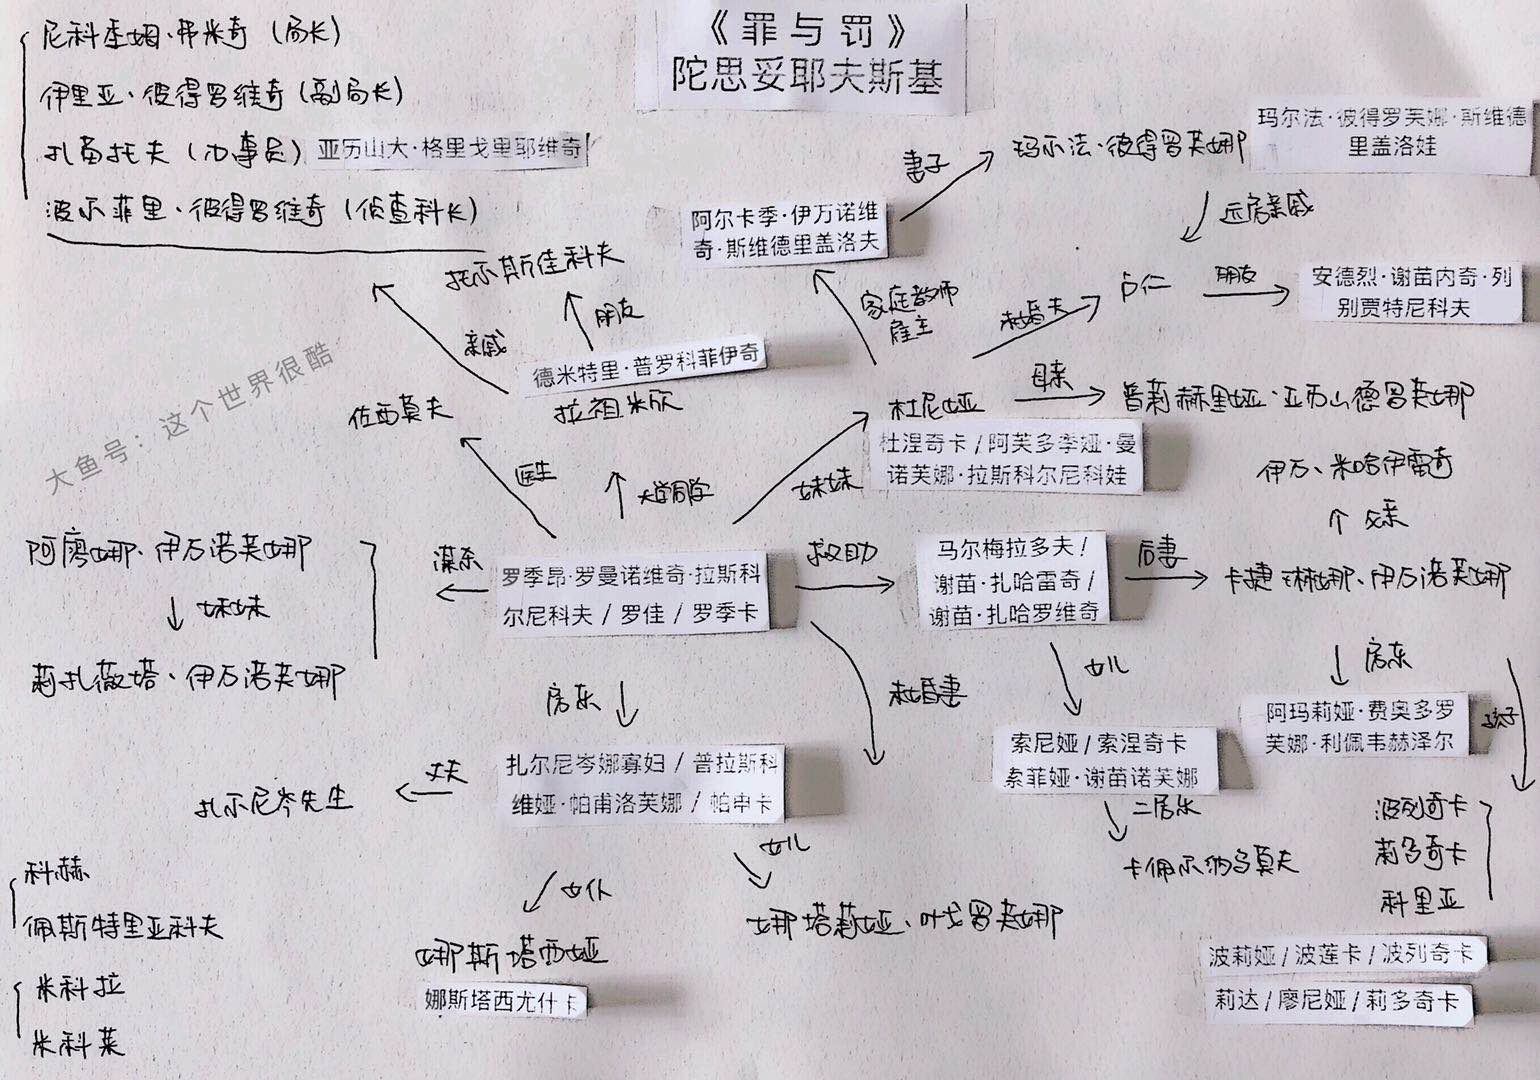 《罪与罚》
陀思妥耶夫斯基
尼科季姆·弗米奇（局长）
伊里亚·彼得罗维奇（副局长）
扎苗托夫（办事员）
亚历山大·格里戈里耶维奇
波尔菲里·彼得罗维奇（侦查科长）
妻子
玛尔法·彼得罗芙娜
玛尔法·彼得罗芙娜·斯维德
里盖洛娃
阿尔卡季·伊万诺维
奇·斯维德里盖洛夫
远房亲戚
托尔斯佳科夫
朋友
亲戚
德米特里·普罗科菲伊奇
拉祖米欣
家庭教师
雇主
未婚夫
卢仁
朋友
安德烈·谢苗内奇·列
别贾特尼科夫
佐西莫夫
医生
大学同学
妹妹
杜尼娅
杜涅奇卡/阿芙多季娅·曼
诺芙娜·拉斯科尔尼科娃
母亲
普莉赫里娅·亚历山德罗芙娜
伊万、米哈伊雷奇
父亲
阿廖娜、伊万诺芙娜
妹妹
莉扎薇塔·伊万诺芙娜
谋杀
罗季昂·罗曼诺维奇·拉斯科
尔尼科夫/罗佳/罗季卡
救助
马尔梅拉多夫/
谢苗·扎哈雷奇/
谢苗·扎哈罗维奇
后妻
卡捷琳娜、伊万诺芙娜
房东
未婚妻
女儿
房东
孩子
阿玛莉娅·费奥多罗
芙娜·利佩韦赫泽尔
索尼娅/索涅奇卡
索菲娅·谢苗诺芙娜
扎尔尼岑娜寡妇/普拉斯科
维娅·帕甫洛芙娜/帕申卡
丈夫
扎尔尼岑先生
二房东
卡佩尔纳乌莫夫
波列奇卡
莉多奇卡
科里亚
女儿
娜塔莉娅、叶戈罗芙娜
女仆
娜斯塔西娅
娜斯塔西尤什卡
科赫
佩斯特里亚科夫
米科拉
米科莱
波莉娅/波莲卡/波列奇卡
莉达/廖尼娅/莉多奇卡
大鱼号：这个世界很酷